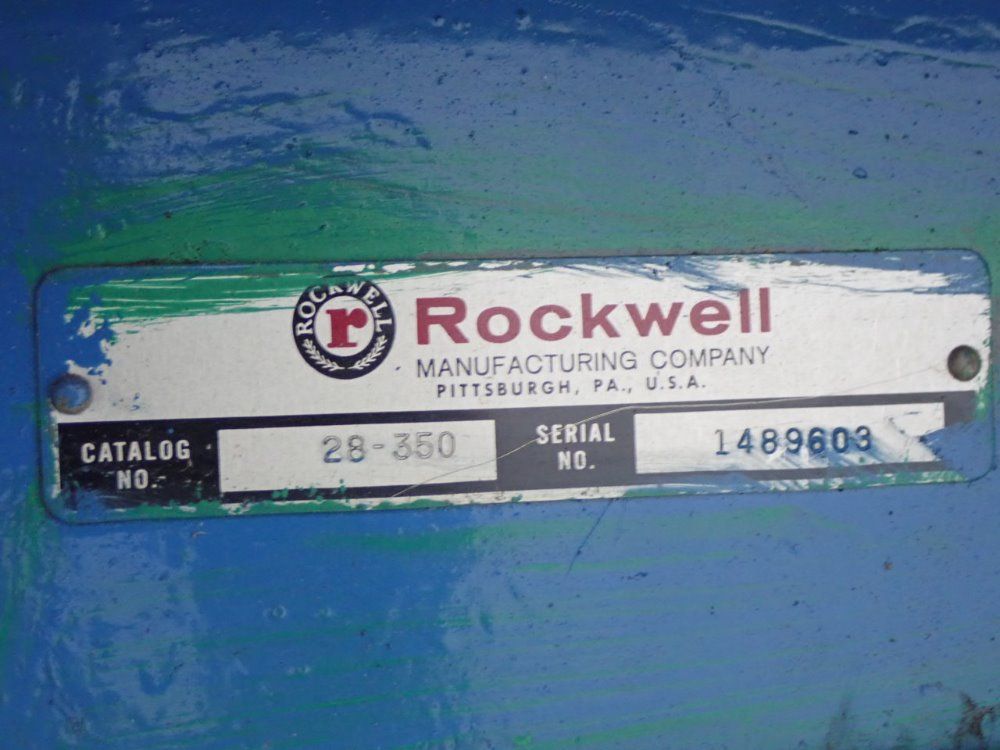 ROCKWELL
r
Rockwell
MANUFACTURING COMPANY
PITTSBURGH, PA., U.S.A.
CATALOG
NO.
28-350
SERIAL
NO.
1489603